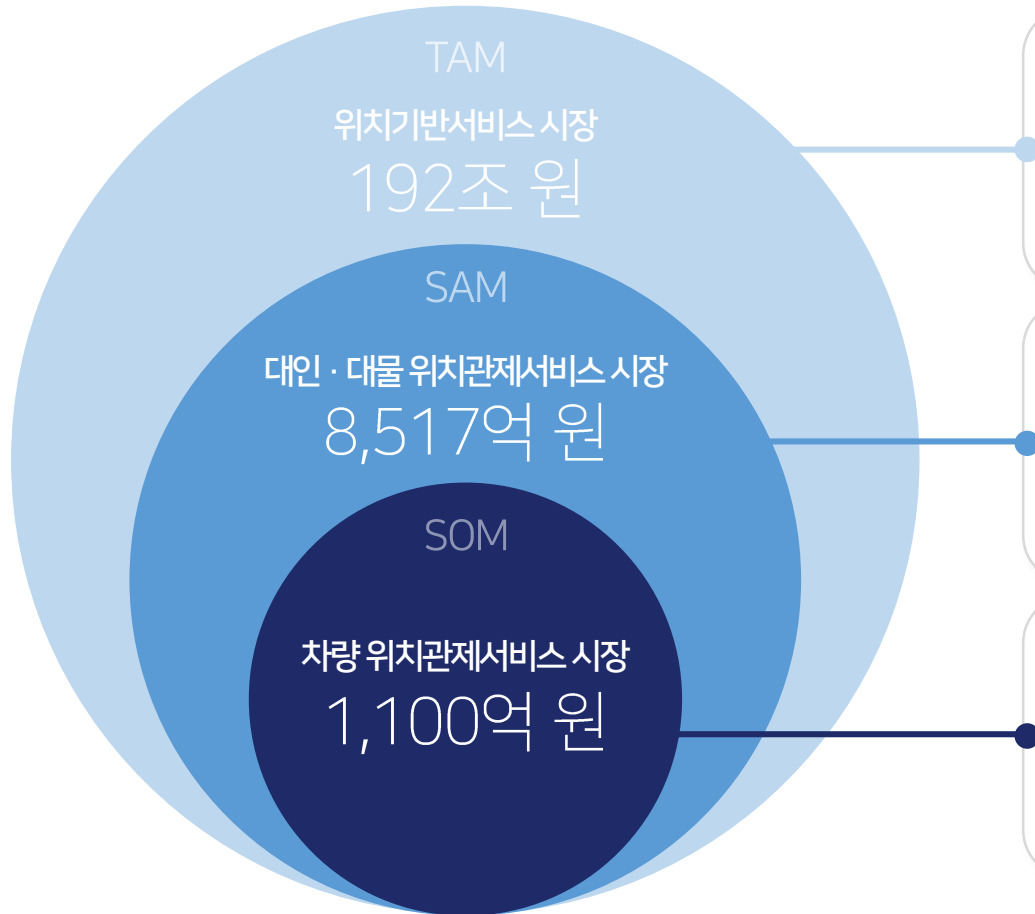 TAM
위치기반서비스 시장
192조 원
SAM
대인 · 대물 위치관제서비스 시장
8,517억 원
SOM
차량 위치관제서비스 시장
1,100억 원